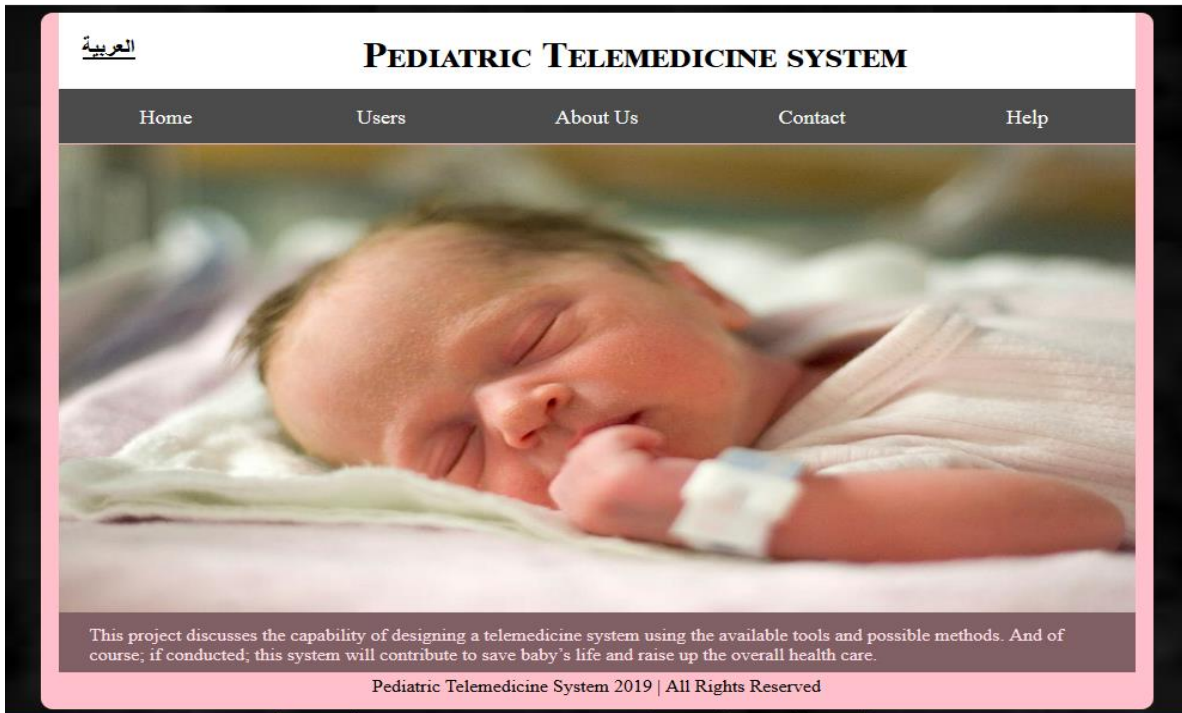 العربية
PEDIATRIC TELEMEDICINE SYSTEM
Home Users About Us Contact Help
This project discusses the capability of designing a telemedicine system using the available tools and possible methods. And of
course; if conducted; this system will contribute to save baby’s life and raise up the overall health care.
Pediatric Telemedicine System 2019 | All Rights Reserved